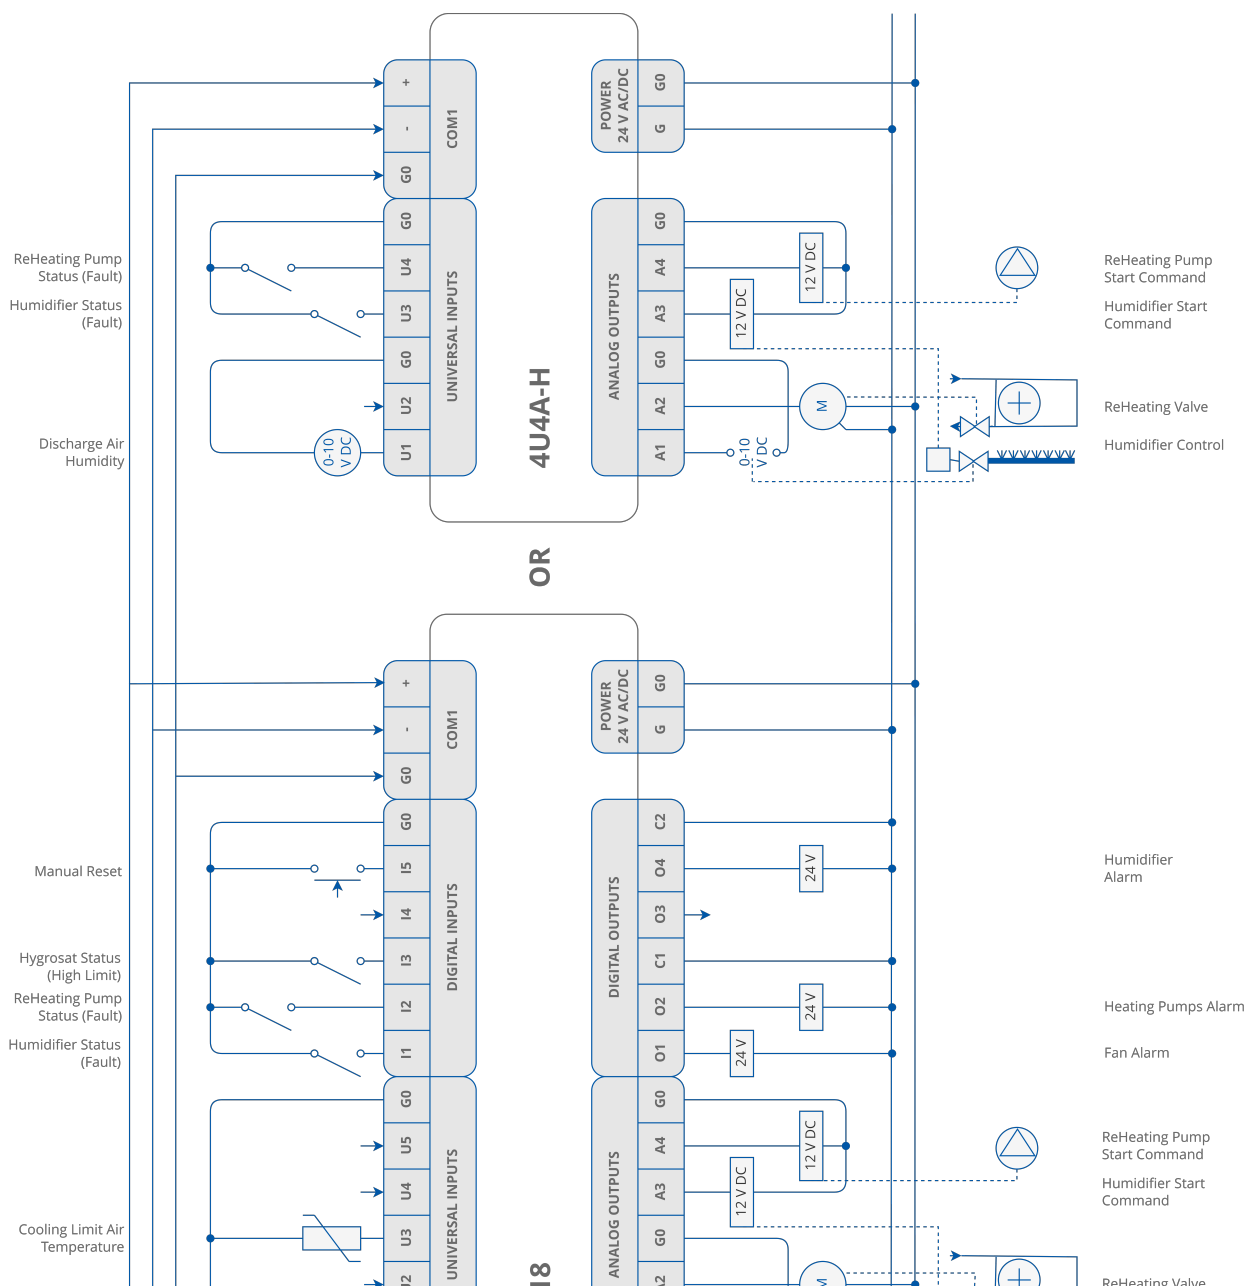 +
-
G0
COM1
POWER
24 V AC/DC
G0
G
G0
U4
U3
G0
U2
U1
UNIVERSAL INPUTS
ReHeating Pump
Status (Fault)
Humidifier Status
(Fault)
Discharge Air
Humidity
0-10
V DC
4U4A-H
ANALOG OUTPUTS
G0
A4
A3
G0
A2
A1
12 V DC
12 V DC
M
0-10
V DC
ReHeating Pump
Start Command
Humidifier Start
Command
ReHeating Valve
Humidifier Control
OR
+
-
G0
COM1
POWER
24 V AC/DC
G0
G
G0
I5
I4
I3
I2
I1
DIGITAL INPUTS
Manual Reset
Hygrosat Status
(High Limit)
ReHeating Pump
Status (Fault)
Humidifier Status
(Fault)
DIGITAL OUTPUTS
C2
O4
O3
C1
O2
O1
24 V
24 V
24 V
Humidifier
Alarm
Heating Pumps Alarm
Fan Alarm
G0
U5
U4
U3
U2
UNIVERSAL INPUTS
Cooling Limit Air
Temperature
18
ANALOG OUTPUTS
G0
A4
A3
G0
A2
12 V DC
12 V DC
M
ReHeating Pump
Start Command
Humidifier Start
Command
ReHeating Valve